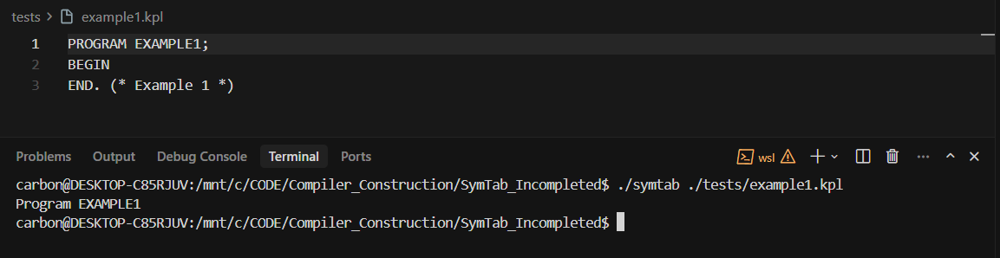 tests > example1.kpl
1 PROGRAM EXAMPLE1;
2 BEGIN
3 END. (* Example 1 *)
Problems Output Debug Console Terminal Ports wsl
carbon@DESKTOP-C85RJUV:/mnt/c/CODE/Compiler_Construction/SymTab_Incompleted$ ./symtab ./tests/example1.kpl
Program EXAMPLE1
carbon@DESKTOP-C85RJUV:/mnt/c/CODE/Compiler_Construction/SymTab_Incompleted$